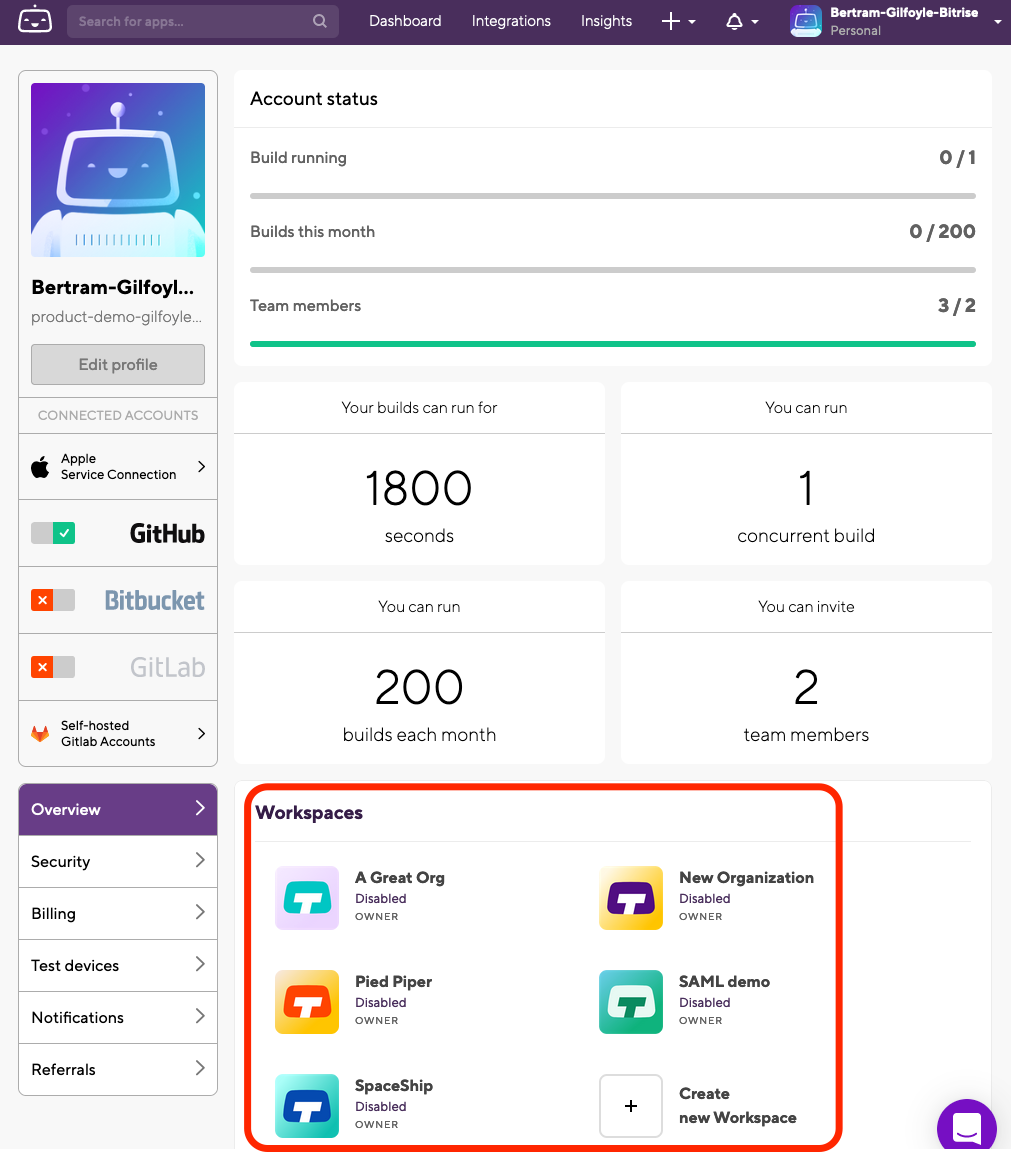 Search for apps...
Dashboard
Integrations
Insights
Bertram-Gilfoyle-Bitrise
Personal
Bertram-Gilfoyl...
product-demo-gilfoyle...
Edit profile
CONNECTED ACCOUNTS
Apple
Service Connection
GitHub
Bitbucket
GitLab
Self-hosted
Gitlab Accounts
Overview
Security
Billing
Test devices
Notifications
Referrals
Account status
Build running
0 / 1
Builds this month
0 / 200
Team members
3 / 2
Your builds can run for
1800
seconds
You can run
1
concurrent build
You can run
200
builds each month
You can invite
2
team members
Workspaces
A Great Org
Disabled
OWNER
New Organization
Disabled
OWNER
Pied Piper
Disabled
OWNER
SAML demo
Disabled
OWNER
SpaceShip
Disabled
OWNER
Create
new Workspace